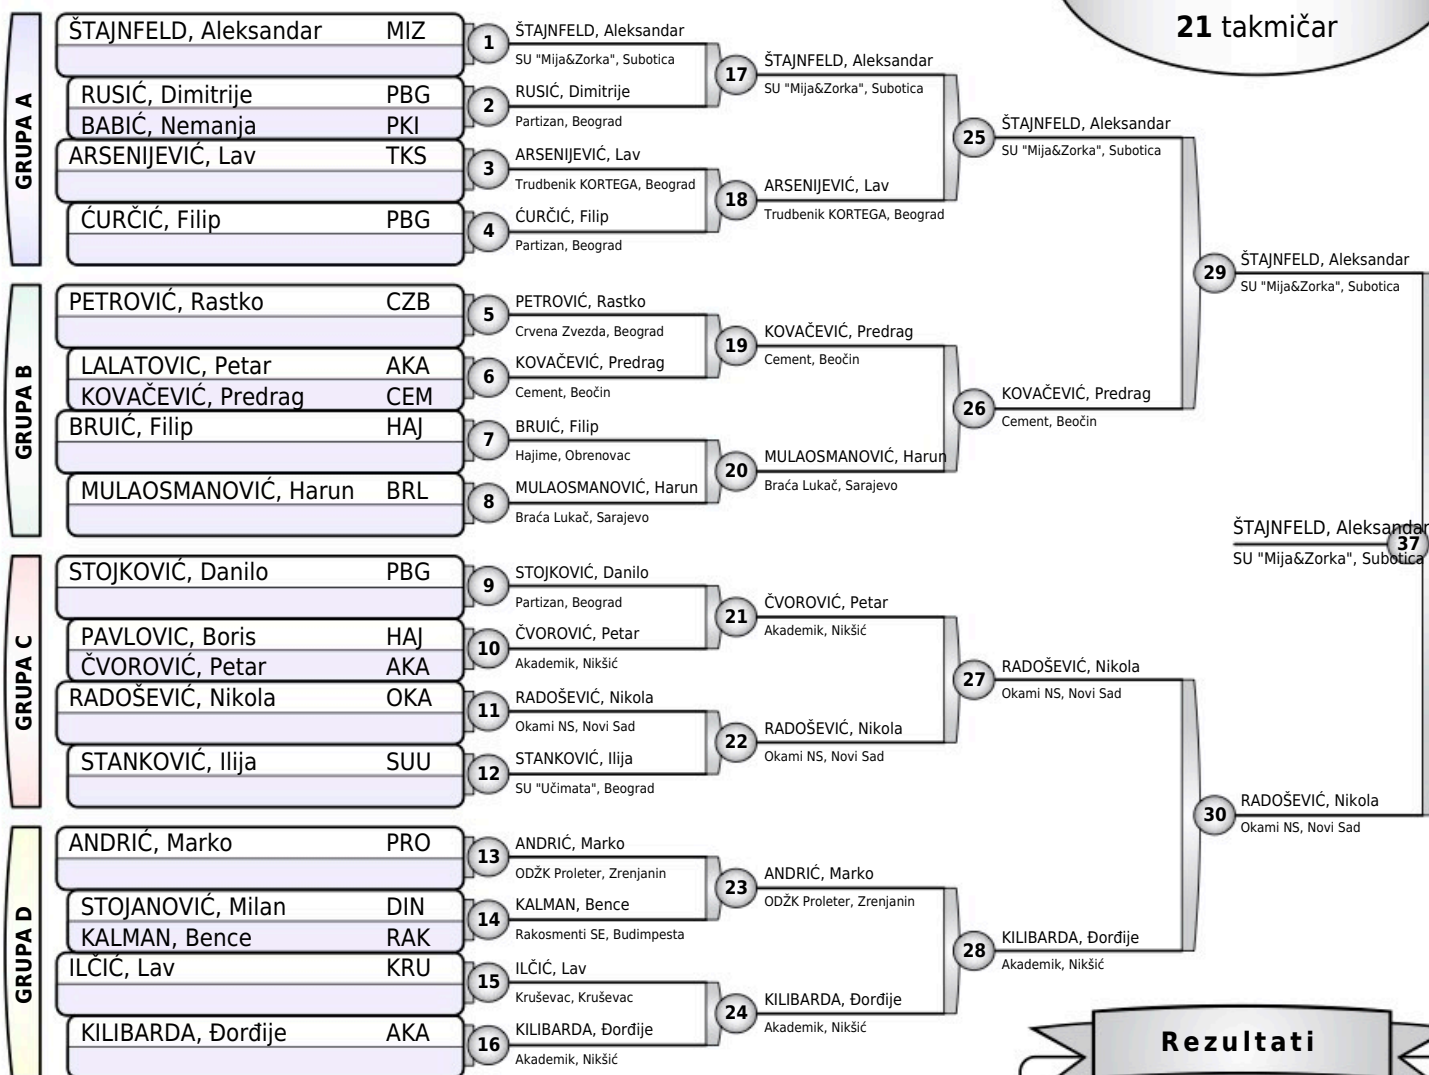 21 takmičar
GRUPA A
ŠTAJNFELD, Aleksandar MIZ
RUSIĆ, Dimitrije PBG
BABIĆ, Nemanja PKI
ARSENIJEVIĆ, Lav TKS
ĆURČIĆ, Filip PBG
GRUPA B
PETROVIĆ, Rastko CZB
LALATOVIC, Petar AKA
KOVAČEVIĆ, Predrag CEM
BRUIĆ, Filip HAJ
MULAOSMANOVIĆ, Harun BRL
GRUPA C
STOJKOVIĆ, Danilo PBG
PAVLOVIC, Boris HAJ
ČVOROVIĆ, Petar AKA
RADOŠEVIĆ, Nikola OKA
STANKOVIĆ, Ilija SUU
GRUPA D
ANDRIĆ, Marko PRO
STOJANOVIĆ, Milan DIN
KALMAN, Bence RAK
ILČIĆ, Lav KRU
KILIBARDA, Đorđije AKA
1
ŠTAJNFELD, Aleksandar
SU "Mija&Zorka", Subotica
2
RUSIĆ, Dimitrije
Partizan, Beograd
3
ARSENIJEVIĆ, Lav
Trudbenik KORTEGA, Beograd
4
ĆURČIĆ, Filip
Partizan, Beograd
5
PETROVIĆ, Rastko
Crvena Zvezda, Beograd
6
KOVAČEVIĆ, Predrag
Cement, Beočin
7
BRUIĆ, Filip
Hajime, Obrenovac
8
MULAOSMANOVIĆ, Harun
Braća Lukač, Sarajevo
9
STOJKOVIĆ, Danilo
Partizan, Beograd
10
ČVOROVIĆ, Petar
Akademik, Nikšić
11
RADOŠEVIĆ, Nikola
Okami NS, Novi Sad
12
STANKOVIĆ, Ilija
SU "Učimata", Beograd
13
ANDRIĆ, Marko
ODŽK Proleter, Zrenjanin
14
KALMAN, Bence
Rakosmenti SE, Budimpesta
15
ILČIĆ, Lav
Kruševac, Kruševac
16
KILIBARDA, Đorđije
Akademik, Nikšić
17
ŠTAJNFELD, Aleksandar
SU "Mija&Zorka", Subotica
18
ARSENIJEVIĆ, Lav
Trudbenik KORTEGA, Beograd
19
KOVAČEVIĆ, Predrag
Cement, Beočin
20
MULAOSMANOVIĆ, Harun
Braća Lukač, Sarajevo
21
ČVOROVIĆ, Petar
Akademik, Nikšić
22
RADOŠEVIĆ, Nikola
Okami NS, Novi Sad
23
ANDRIĆ, Marko
ODŽK Proleter, Zrenjanin
24
KILIBARDA, Đorđije
Akademik, Nikšić
25
ŠTAJNFELD, Aleksandar
SU "Mija&Zorka", Subotica
26
KOVAČEVIĆ, Predrag
Cement, Beočin
27
RADOŠEVIĆ, Nikola
Okami NS, Novi Sad
28
KILIBARDA, Đorđije
Akademik, Nikšić
29
ŠTAJNFELD, Aleksandar
SU "Mija&Zorka", Subotica
30
RADOŠEVIĆ, Nikola
Okami NS, Novi Sad
ŠTAJNFELD, Aleksandar
37
SU "Mija&Zorka", Subotica
Rezultati